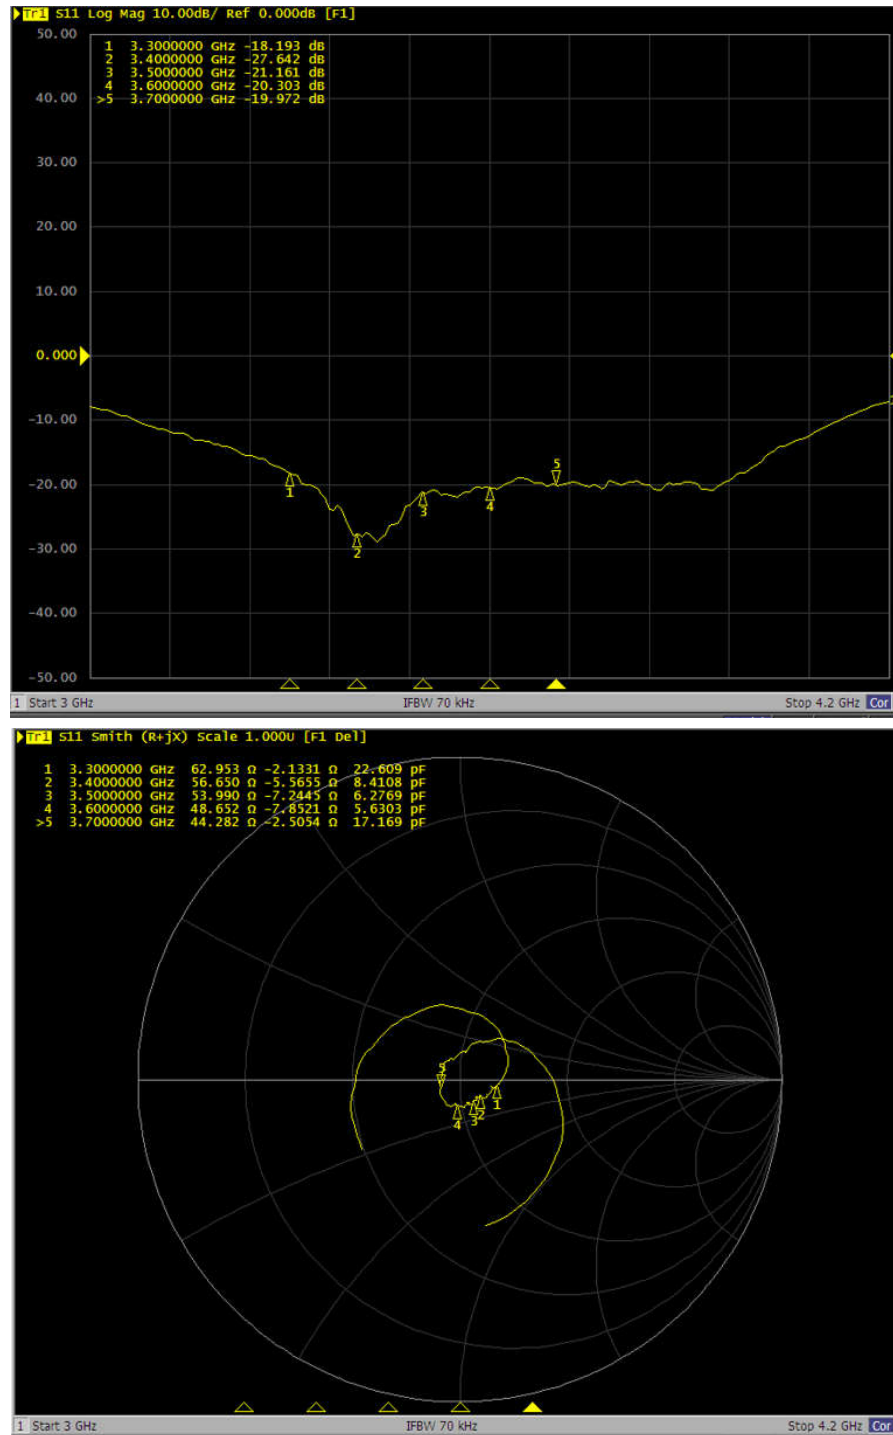 Tr1 S11 Log Mag 10.00dB/ Ref 0.000dB [F1]
50.00
1 3.3000000 GHz -18.193 dB
2 3.4000000 GHz -27.642 dB
3 3.5000000 GHz -21.161 dB
4 3.6000000 GHz -20.303 dB
>5 3.7000000 GHz -19.972 dB
40.00
30.00
20.00
10.00
0.000
-10.00
-20.00
-30.00
-40.00
-50.00
1
2
3
4
5
1 Start 3 GHz IFBW 70 kHz Stop 4.2 GHz Cor
Tr1 S11 Smith (R+jX) Scale 1.000U [F1 Del]
1 3.3000000 GHz 62.953 Ω -2.1331 Ω 22.609 pF
2 3.4000000 GHz 56.650 Ω -5.5655 Ω 8.4108 pF
3 3.5000000 GHz 53.990 Ω -7.2445 Ω 6.2769 pF
4 3.6000000 GHz 48.652 Ω -7.8521 Ω 5.6303 pF
>5 3.7000000 GHz 44.282 Ω -2.5054 Ω 17.169 pF
5
4
3
2
1
1 Start 3 GHz IFBW 70 kHz Stop 4.2 GHz Cor